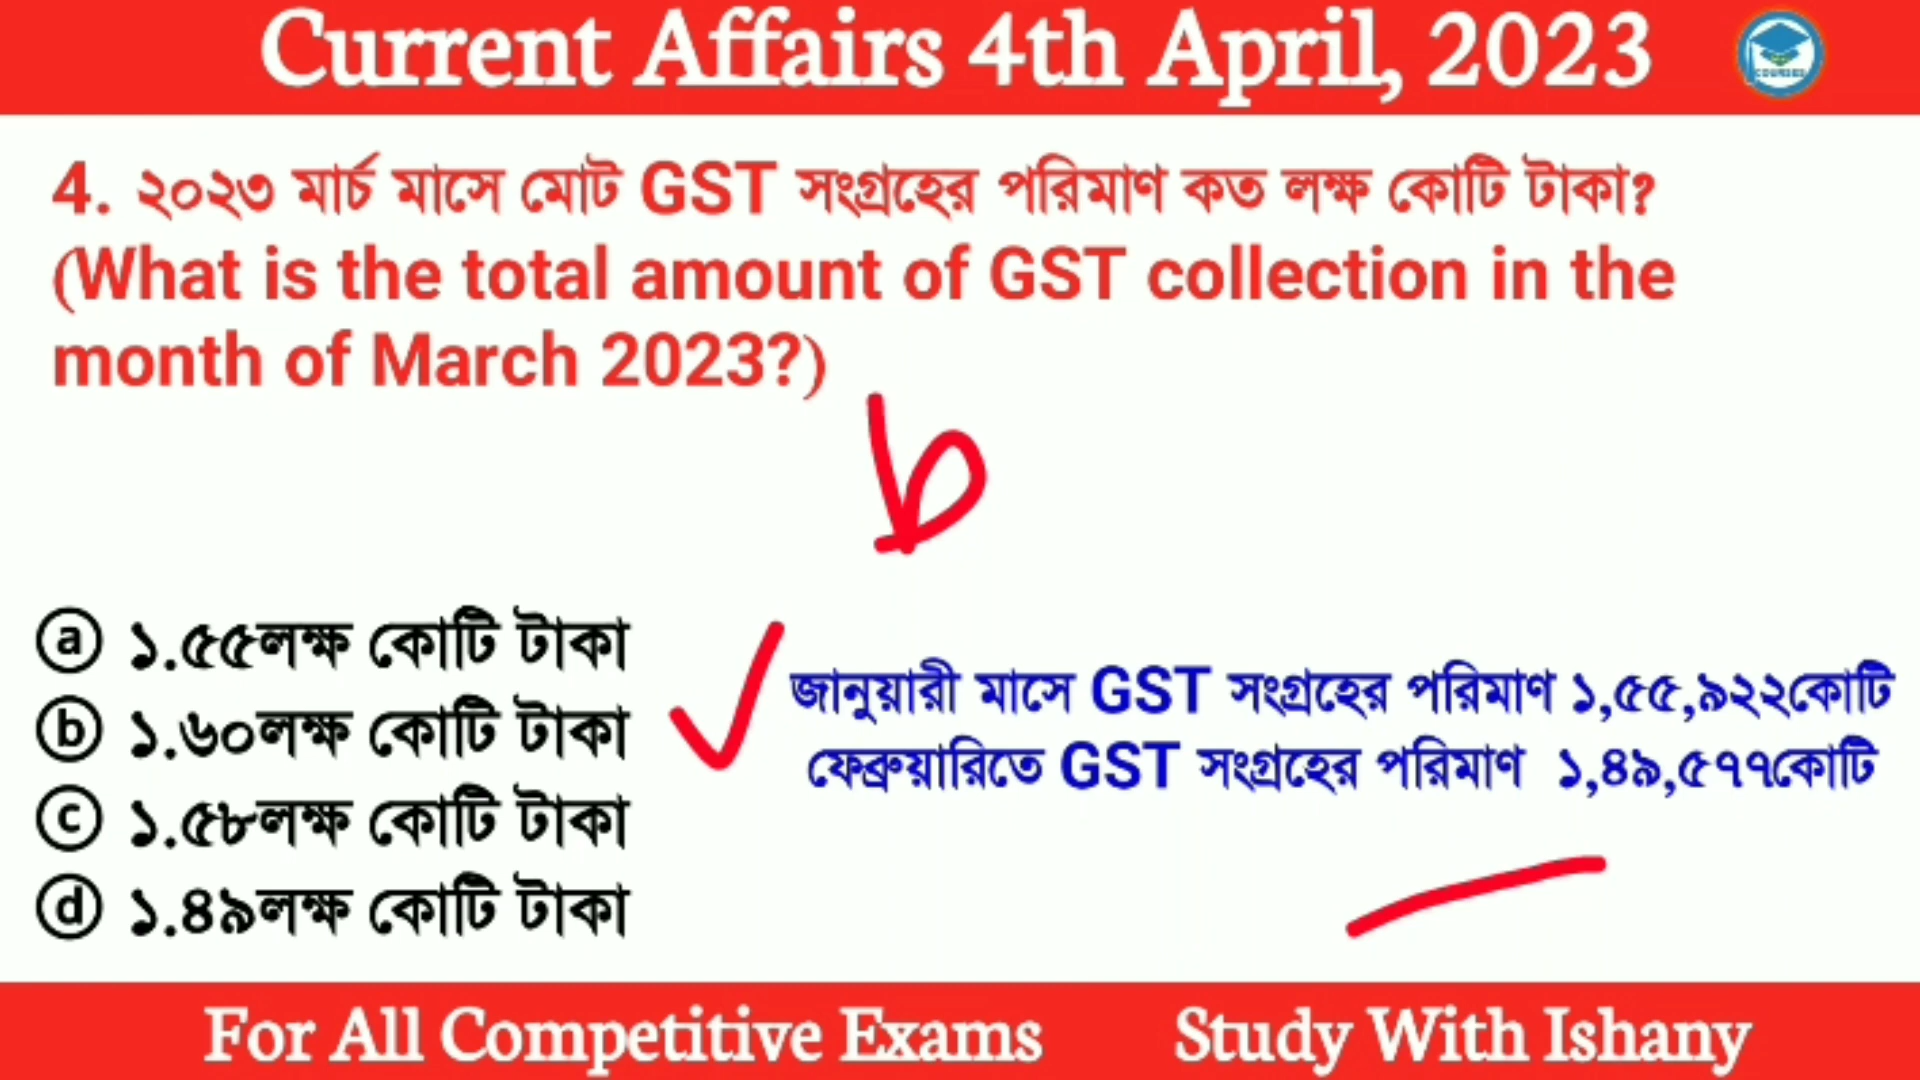 Current Affairs 4th April, 2023
COURSES
4. ২০২৩ মার্চ মাসে মোট GST সংগ্রহের পরিমাণ কত লক্ষ কোটি টাকা?
(What is the total amount of GST collection in the
month of March 2023?)
b
ⓐ ১.৫৫লক্ষ কোটি টাকা
ⓑ ১.৬০লক্ষ কোটি টাকা
ⓒ ১.৫৮লক্ষ কোটি টাকা
ⓓ ১.৪৯লক্ষ কোটি টাকা
জানুয়ারী মাসে GST সংগ্রহের পরিমাণ ১,৫৫,৯২২কোটি
ফেব্রুয়ারিতে GST সংগ্রহের পরিমাণ ১,৪৯,৫৭৭কোটি
For All Competitive Exams
Study With Ishany